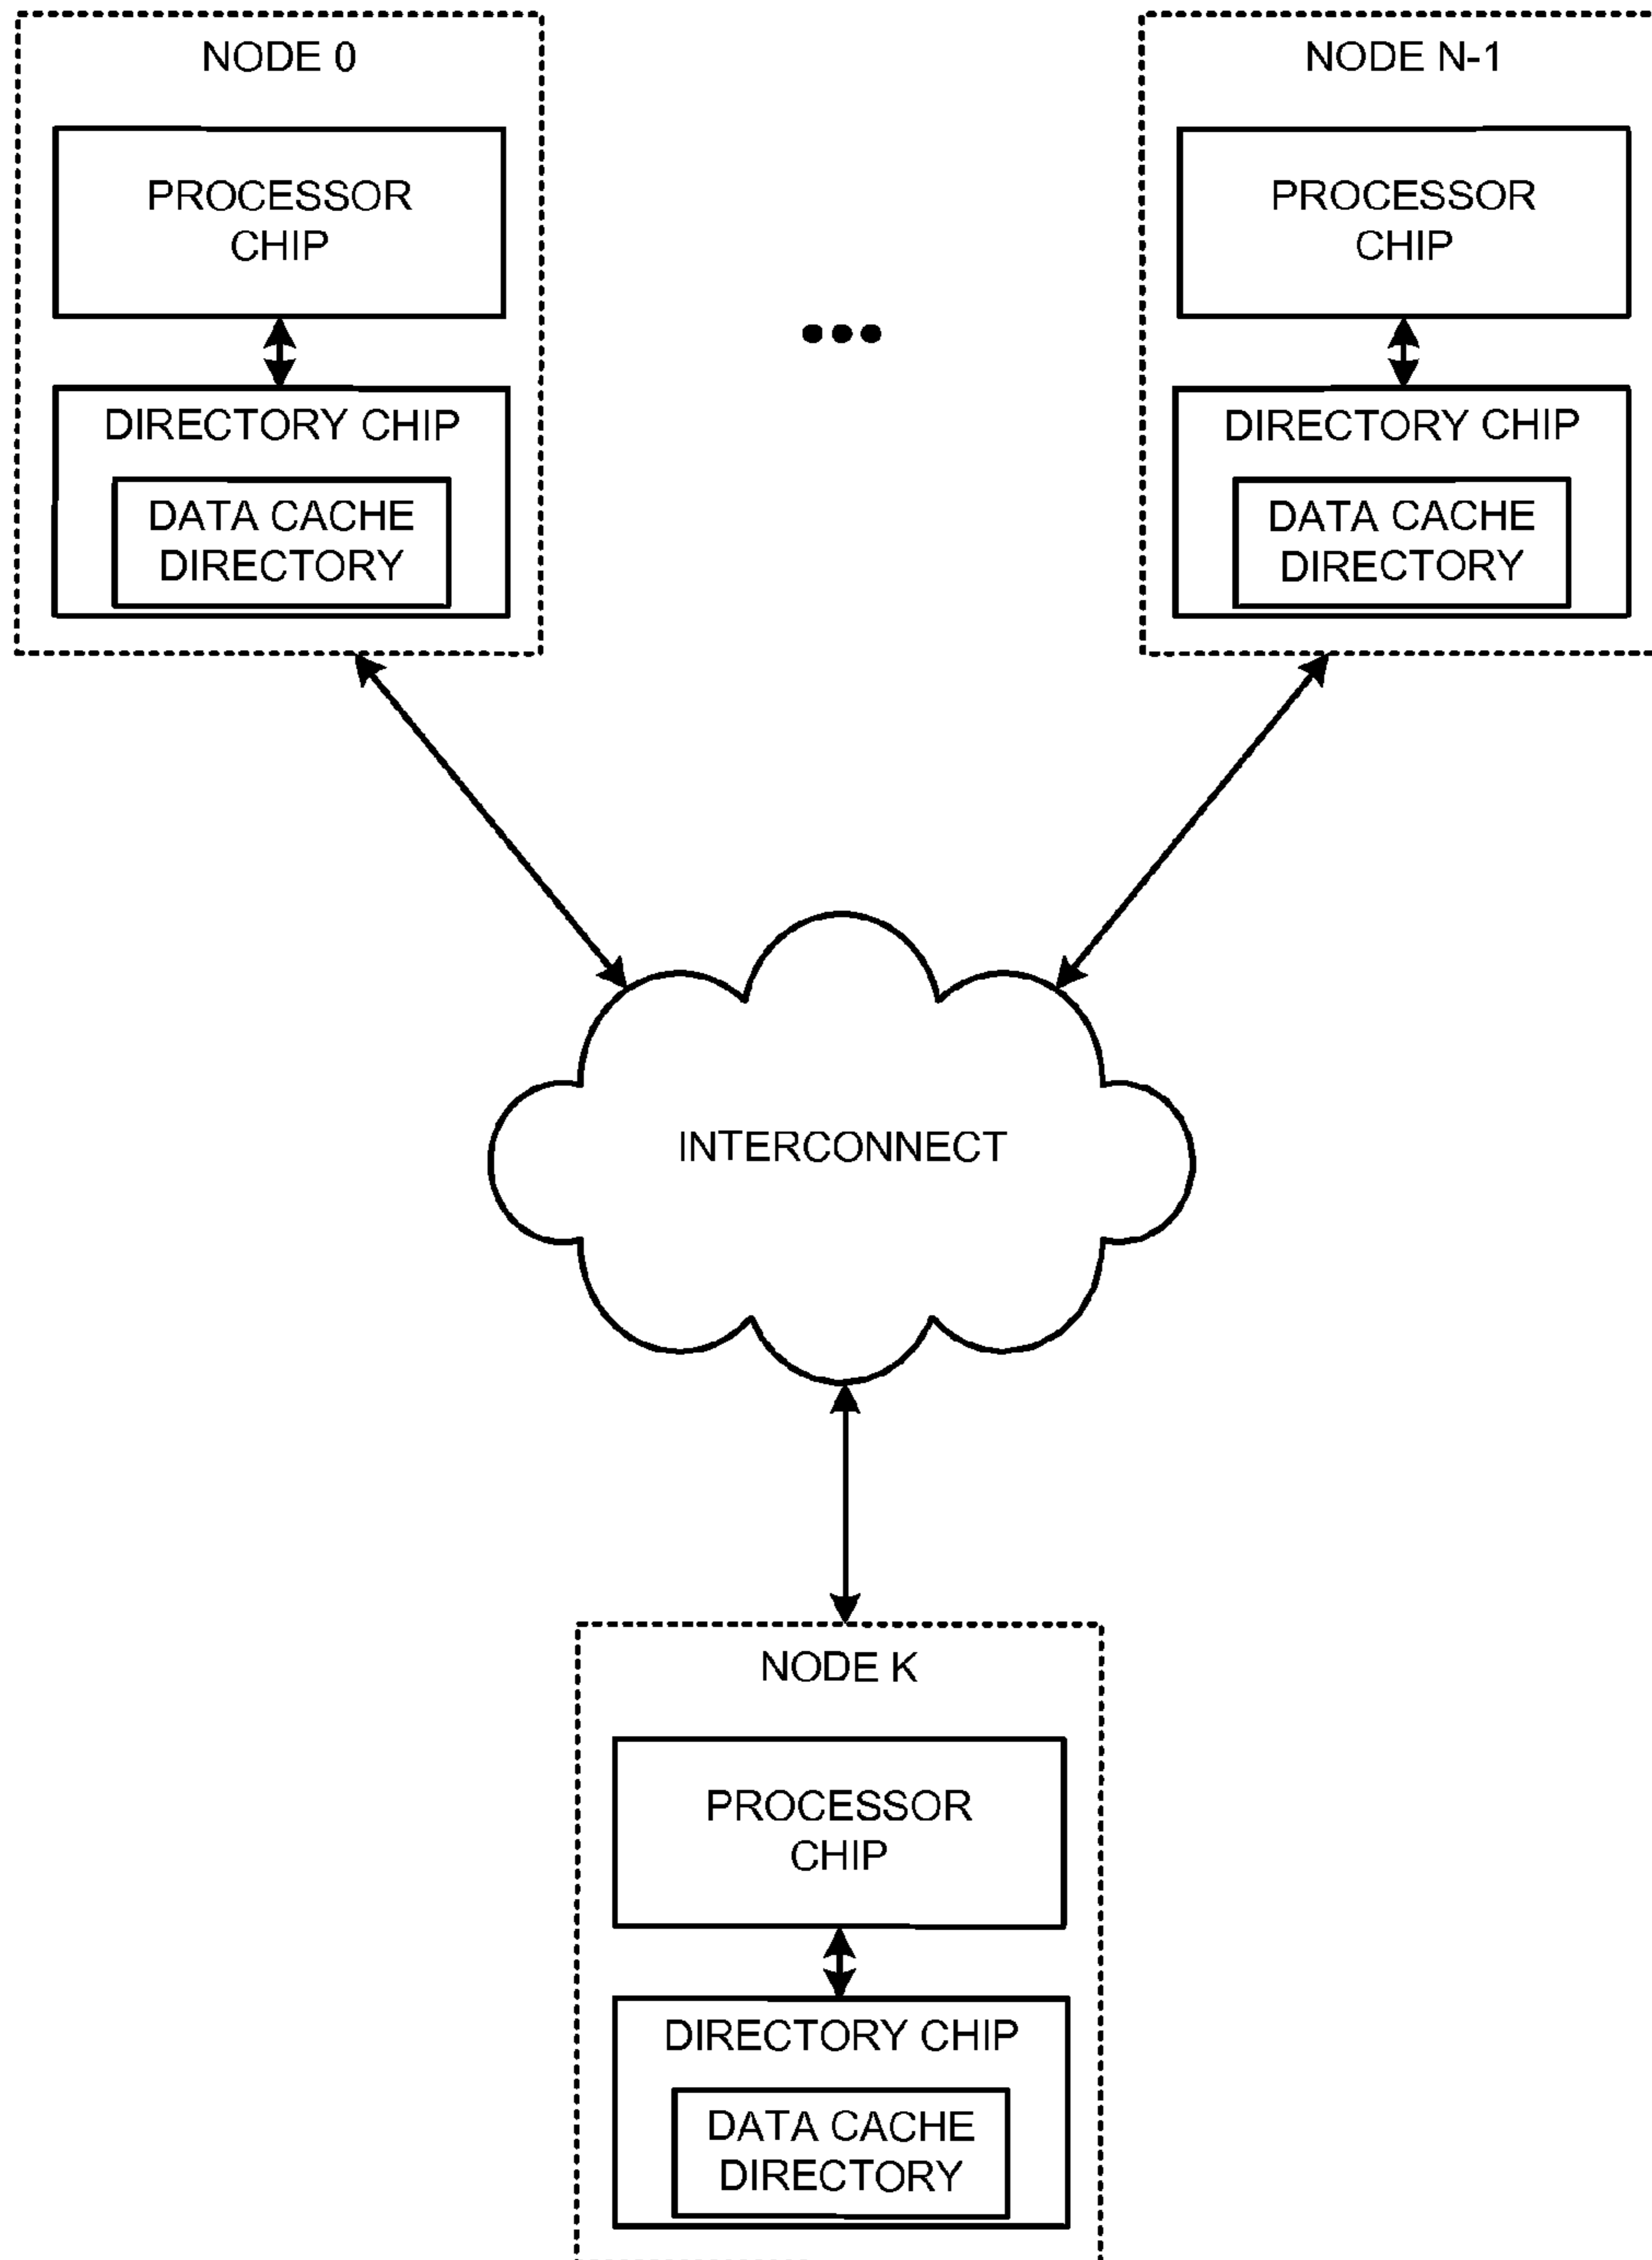 NODE 0
PROCESSOR
CHIP
DIRECTORY CHIP
DATA CACHE
DIRECTORY
NODE N-1
PROCESSOR
CHIP
DIRECTORY CHIP
DATA CACHE
DIRECTORY
INTERCONNECT
NODE K
PROCESSOR
CHIP
DIRECTORY CHIP
DATA CACHE
DIRECTORY